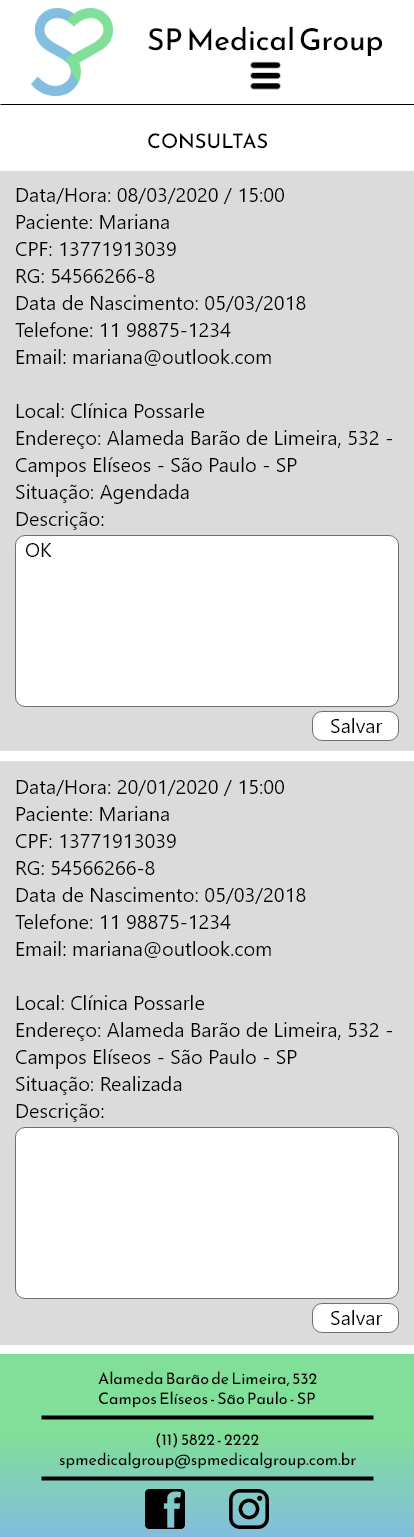 SP Medical Group
CONSULTAS
Data/Hora: 08/03/2020 / 15:00
Paciente: Mariana
CPF: 13771913039
RG: 54566266-8
Data de Nascimento: 05/03/2018
Telefone: 11 98875-1234
Email: mariana@outlook.com
Local: Clínica Possarle
Endereço: Alameda Barão de Limeira, 532 -
Campos Elíseos - São Paulo - SP
Situação: Agendada
Descrição:
OK
Salvar
Data/Hora: 20/01/2020 / 15:00
Paciente: Mariana
CPF: 13771913039
RG: 54566266-8
Data de Nascimento: 05/03/2018
Telefone: 11 98875-1234
Email: mariana@outlook.com
Local: Clínica Possarle
Endereço: Alameda Barão de Limeira, 532 -
Campos Elíseos - São Paulo - SP
Situação: Realizada
Descrição:
Salvar
Alameda Barão de Limeira, 532
Campos Elíseos - São Paulo - SP
(11) 5822 - 2222
spmedicalgroup@spmedicalgroup.com.br